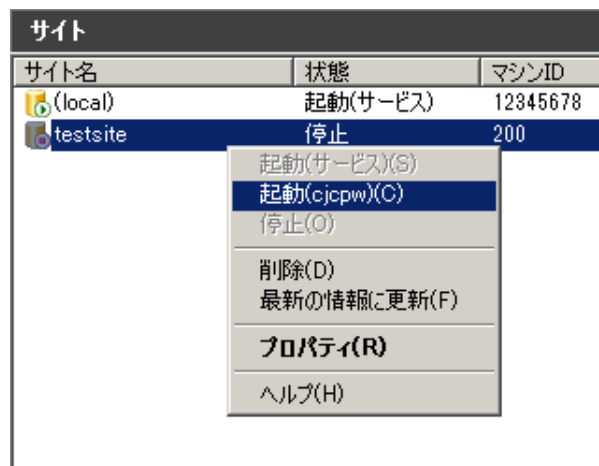 サイト
サイト名 状態 マシンID
(local) 起動(サービス) 12345678
testsite 停止 200
起動(サービス)(S)
起動(cjcpw)(C)
停止(O)
削除(D)
最新の情報に更新(F)
プロパティ(R)
ヘルプ(H)